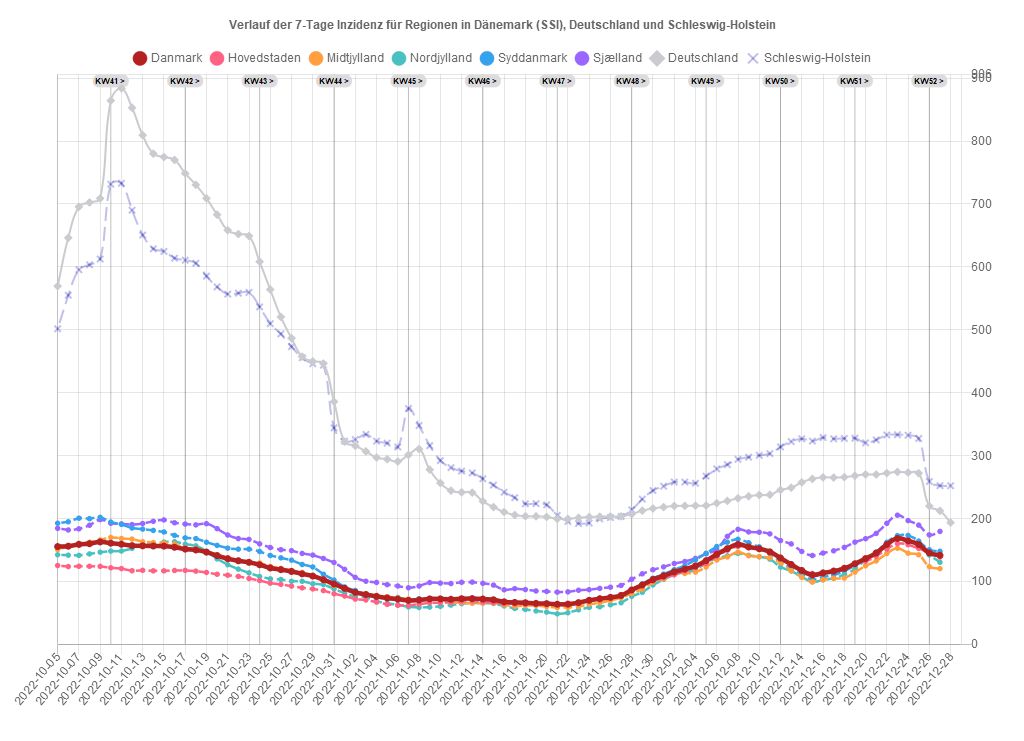 Verlauf der 7-Tage Inzidenz für Regionen in Dänemark (SSI), Deutschland und Schleswig-Holstein
Danmark Hovedstaden Midtjylland Nordjylland Syddanmark Sjælland Deutschland Schleswig-Holstein
KW41 > KW42 > KW43 > KW44 > KW45 > KW46 > KW47 > KW48 > KW49 > KW50 > KW51 > KW52 >
906
900
800
700
600
500
400
300
200
100
0
2022-10-05 2022-10-07 2022-10-09 2022-10-11 2022-10-13 2022-10-15 2022-10-17 2022-10-19 2022-10-21 2022-10-23 2022-10-25 2022-10-27 2022-10-29 2022-10-31 2022-11-02 2022-11-04 2022-11-06 2022-11-08 2022-11-10 2022-11-12 2022-11-14 2022-11-16 2022-11-18 2022-11-20 2022-11-22 2022-11-24 2022-11-26 2022-11-28 2022-11-30 2022-12-02 2022-12-04 2022-12-06 2022-12-08 2022-12-10 2022-12-12 2022-12-14 2022-12-16 2022-12-18 2022-12-20 2022-12-22 2022-12-24 2022-12-26 2022-12-28